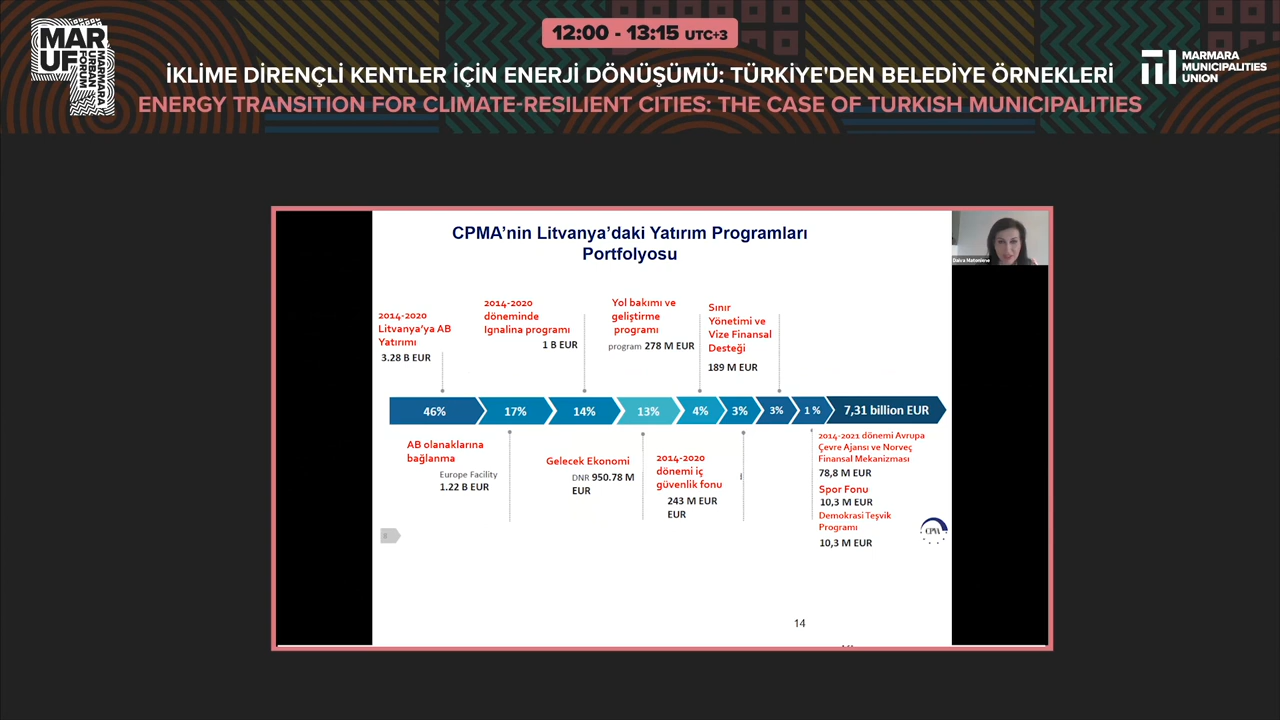 12:00 - 13:15 UTC+3
MAR
UF
MARMARA
URBAN
FORUM
İKLİME DİRENÇLİ KENTLER İÇİN ENERJİ DÖNÜŞÜMÜ: TÜRKİYE'DEN BELEDİYE ÖRNEKLERİ
ENERGY TRANSITION FOR CLIMATE-RESILIENT CITIES: THE CASE OF TURKISH MUNICIPALITIES
MARMARA
MUNICIPALITIES
UNION
CPMA'nin Litvanya'daki Yatırım Programları
Portfolyosu
Daiva Matoniene
2014-2020
Litvanya'ya AB
Yatırımı
3.28 B EUR
2014-2020
döneminde
Ignalina programı
1 B EUR
Yol bakımı ve
geliştirme
programı
program 278 M EUR
Sınır
Yönetimi ve
Vize Finansal
Desteği
189 M EUR
46%
17%
14%
13%
4%
3%
3%
1 %
7,31 billion EUR
AB olanaklarına
bağlanma
Europe Facility
1.22 B EUR
Gelecek Ekonomi
DNR 950.78 M
EUR
2014-2020
dönemi iç
güvenlik fonu
243 M EUR
EUR
2014-2021 dönemi Avrupa
Çevre Ajansı ve Norveç
Finansal Mekanizması
78,8 M EUR
Spor Fonu
10,3 M EUR
Demokrasi Teşvik
Programı
10,3 M EUR
CPMA
14